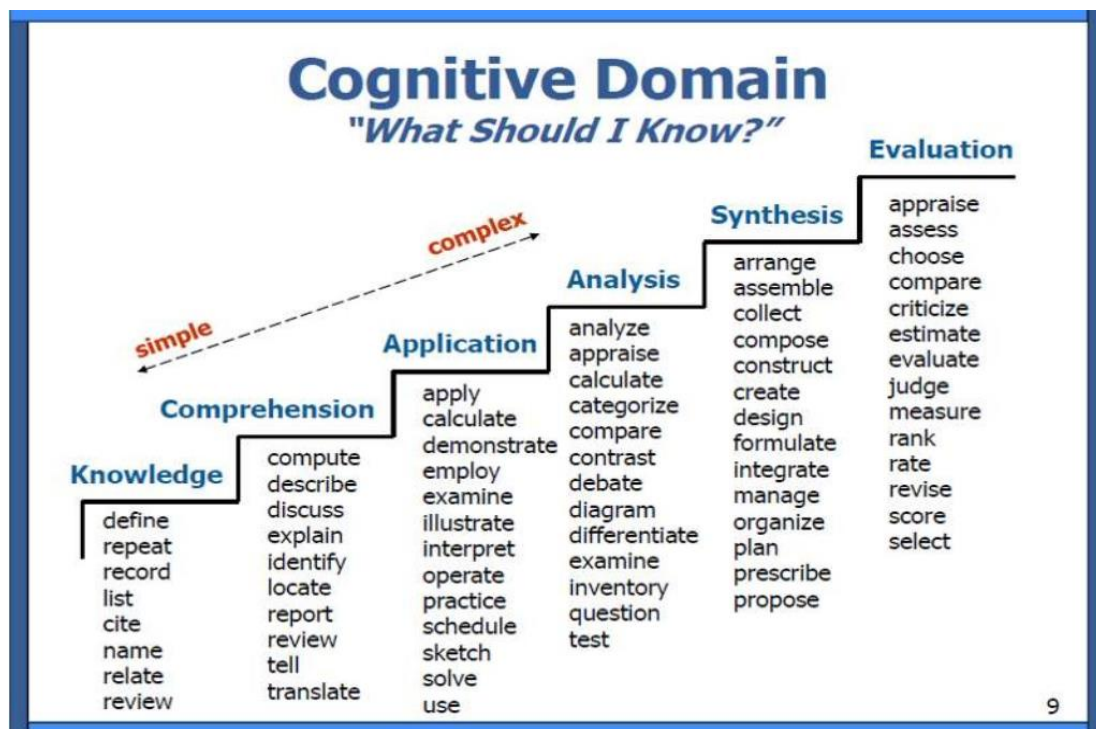 Cognitive Domain
"What Should I Know?”
simple
complex
Knowledge
define
repeat
record
list
cite
name
relate
review
Comprehension
compute
describe
discuss
explain
identify
locate
report
review
tell
translate
Application
apply
calculate
demonstrate
employ
examine
illustrate
interpret
operate
practice
schedule
sketch
solve
use
Analysis
analyze
appraise
calculate
categorize
compare
contrast
debate
diagram
differentiate
examine
inventory
question
test
Synthesis
arrange
assemble
collect
compose
construct
create
design
formulate
integrate
manage
organize
plan
prescribe
propose
Evaluation
appraise
assess
choose
compare
criticize
estimate
evaluate
judge
measure
rank
rate
revise
score
select
9